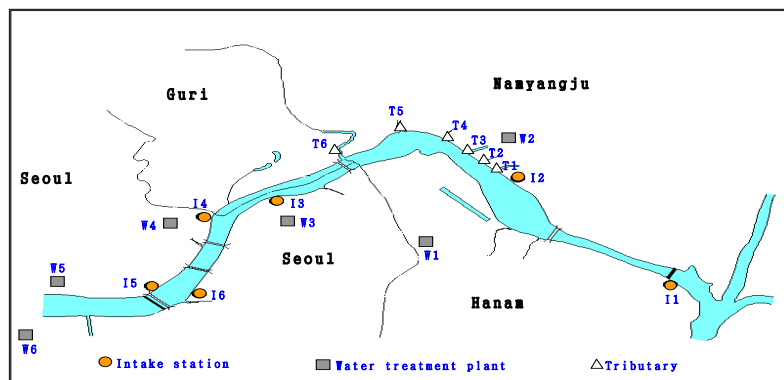 Namyangju
Guri
T5
T4
T6
T3
W2
T2
T1
I2
Seoul
I4
I3
W4
W3
Seoul
W1
W5
I5
I6
Hanam
I1
W6
Intake station
Water treatment plant
Tributary